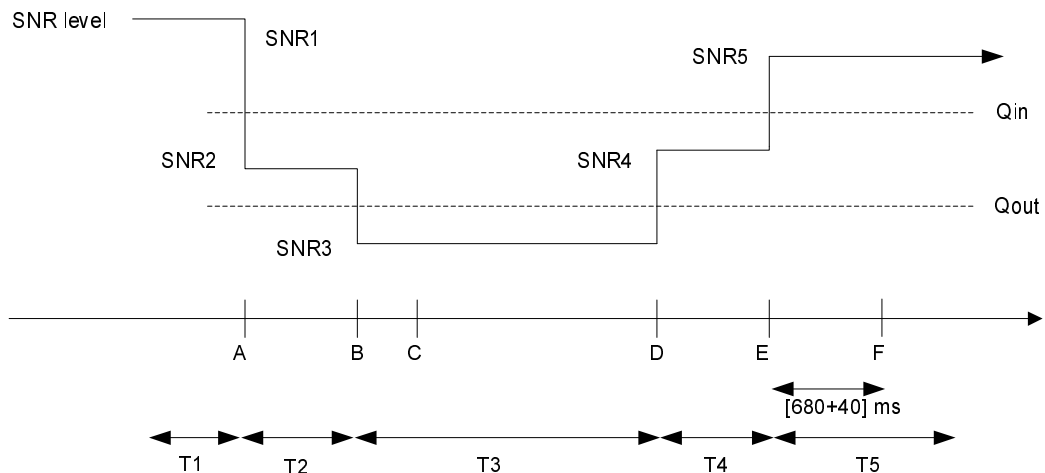 SNR level
SNR1
SNR5
Qin
SNR2
SNR4
Qout
SNR3
A B C D E F
[680+40] ms
T1 T2 T3 T4 T5